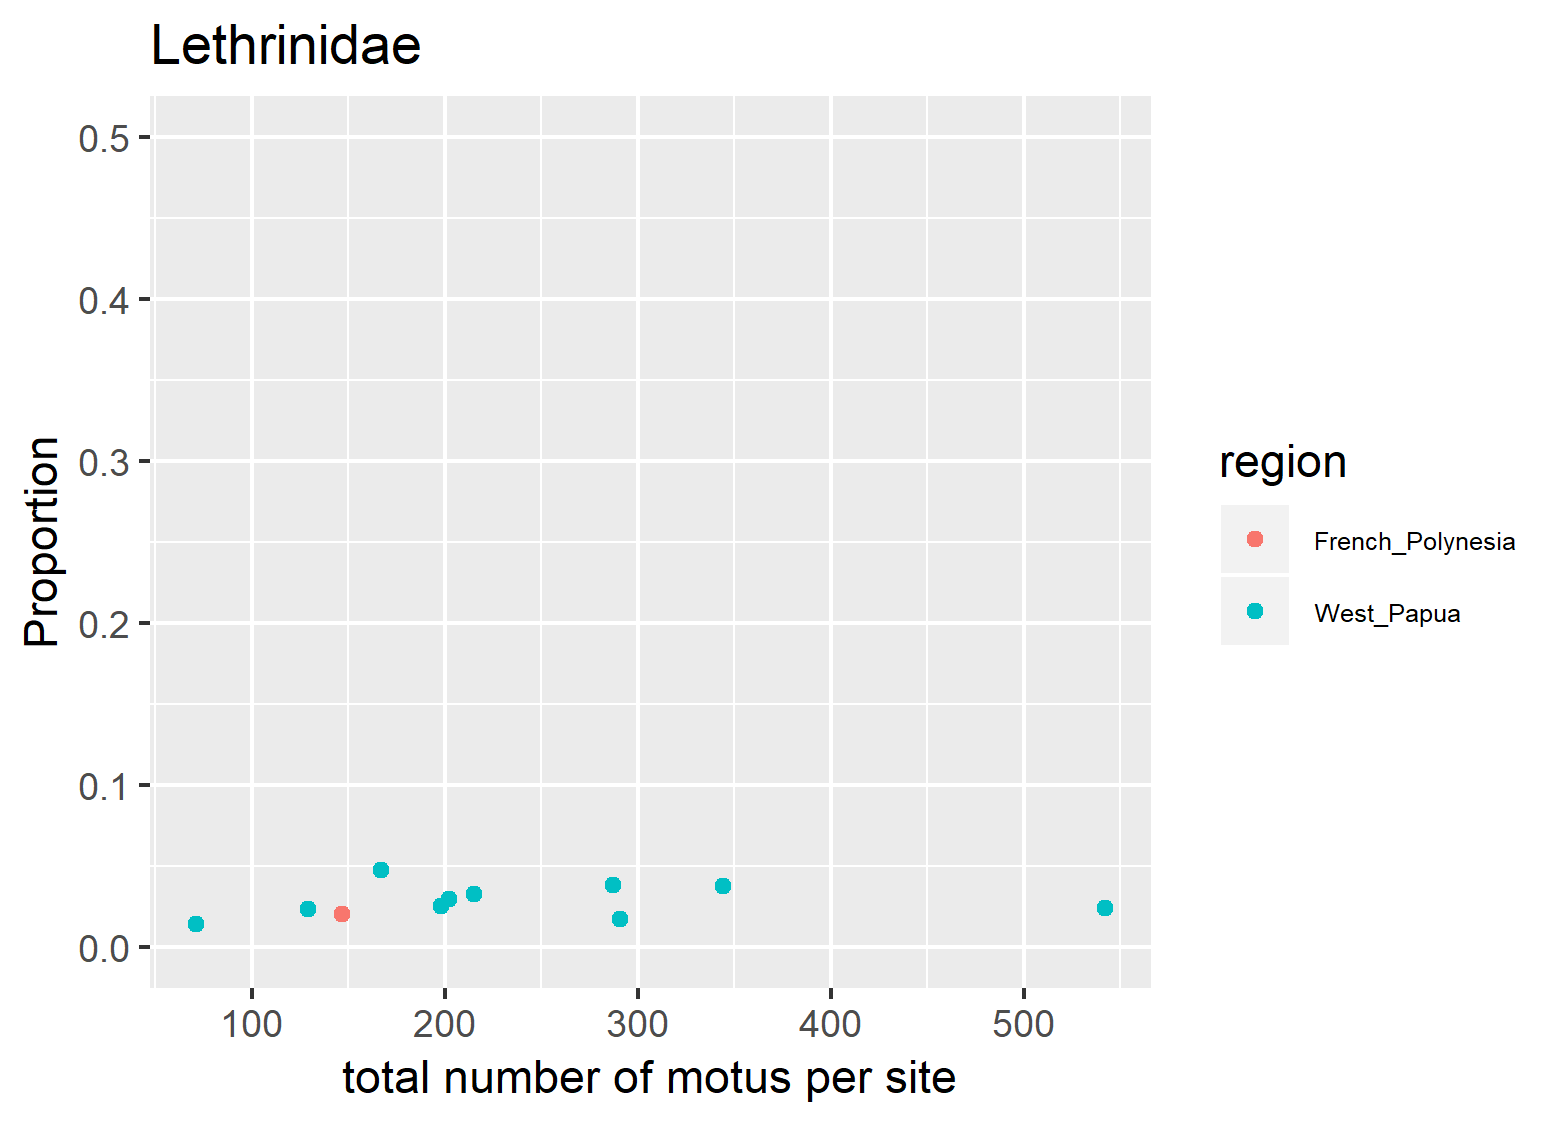 Lethrinidae
0.5
0.4
0.3
0.2
0.1
0.0
Proportion
100 200 300 400 500
total number of motus per site
region
French_Polynesia
West_Papua